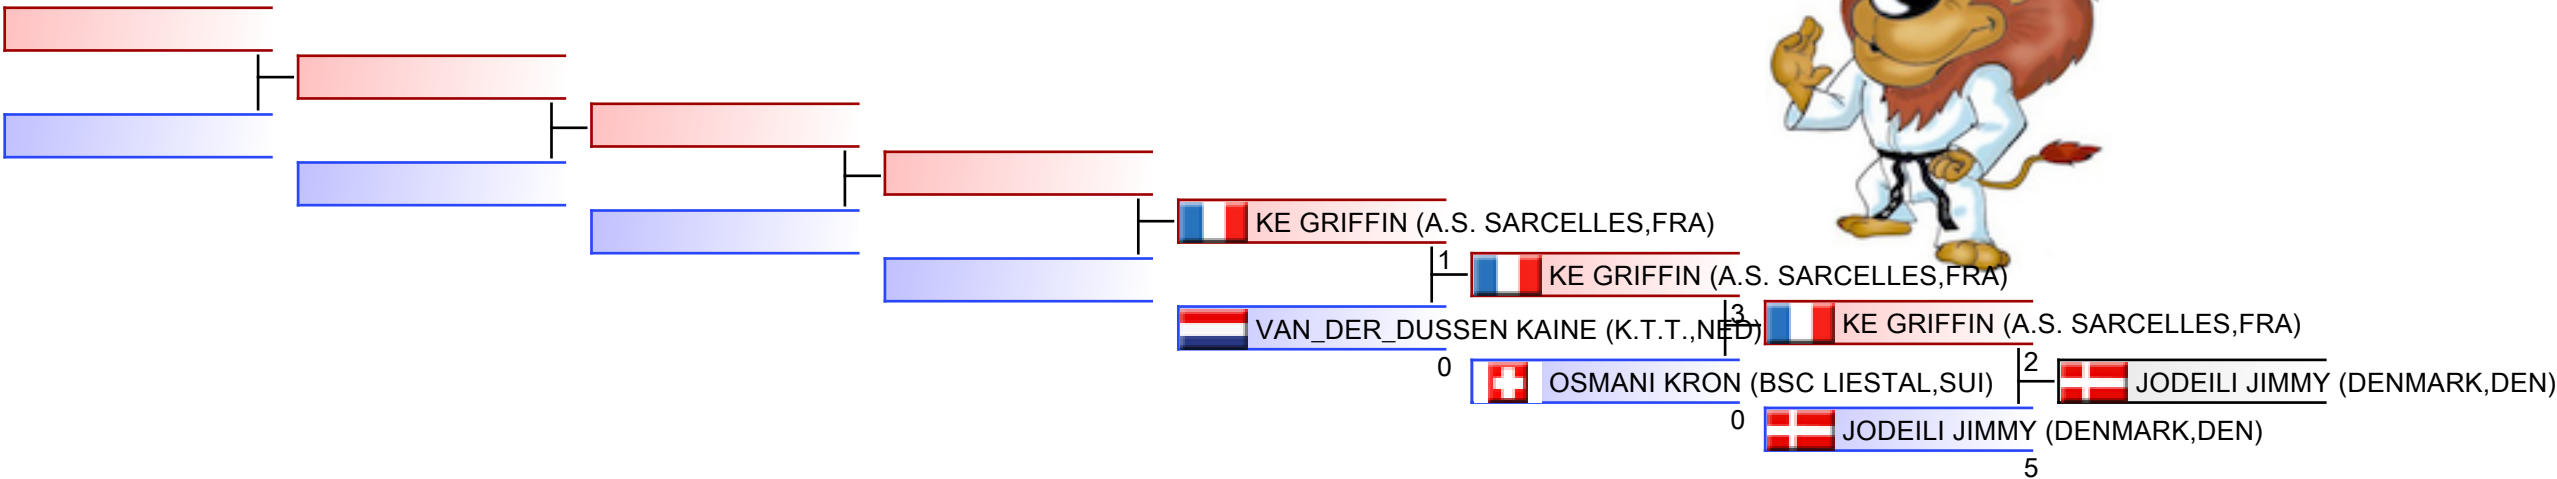 KE GRIFFIN (A.S. SARCELLES,FRA)
1
KE GRIFFIN (A.S. SARCELLES,FRA)
VAN_DER_DUSSEN KAINE (K.T.T.,NED)
0
3
KE GRIFFIN (A.S. SARCELLES,FRA)
OSMANI KRON (BSC LIESTAL,SUI)
0
2
JODEILI JIMMY (DENMARK,DEN)
JODEILI JIMMY (DENMARK,DEN)
5